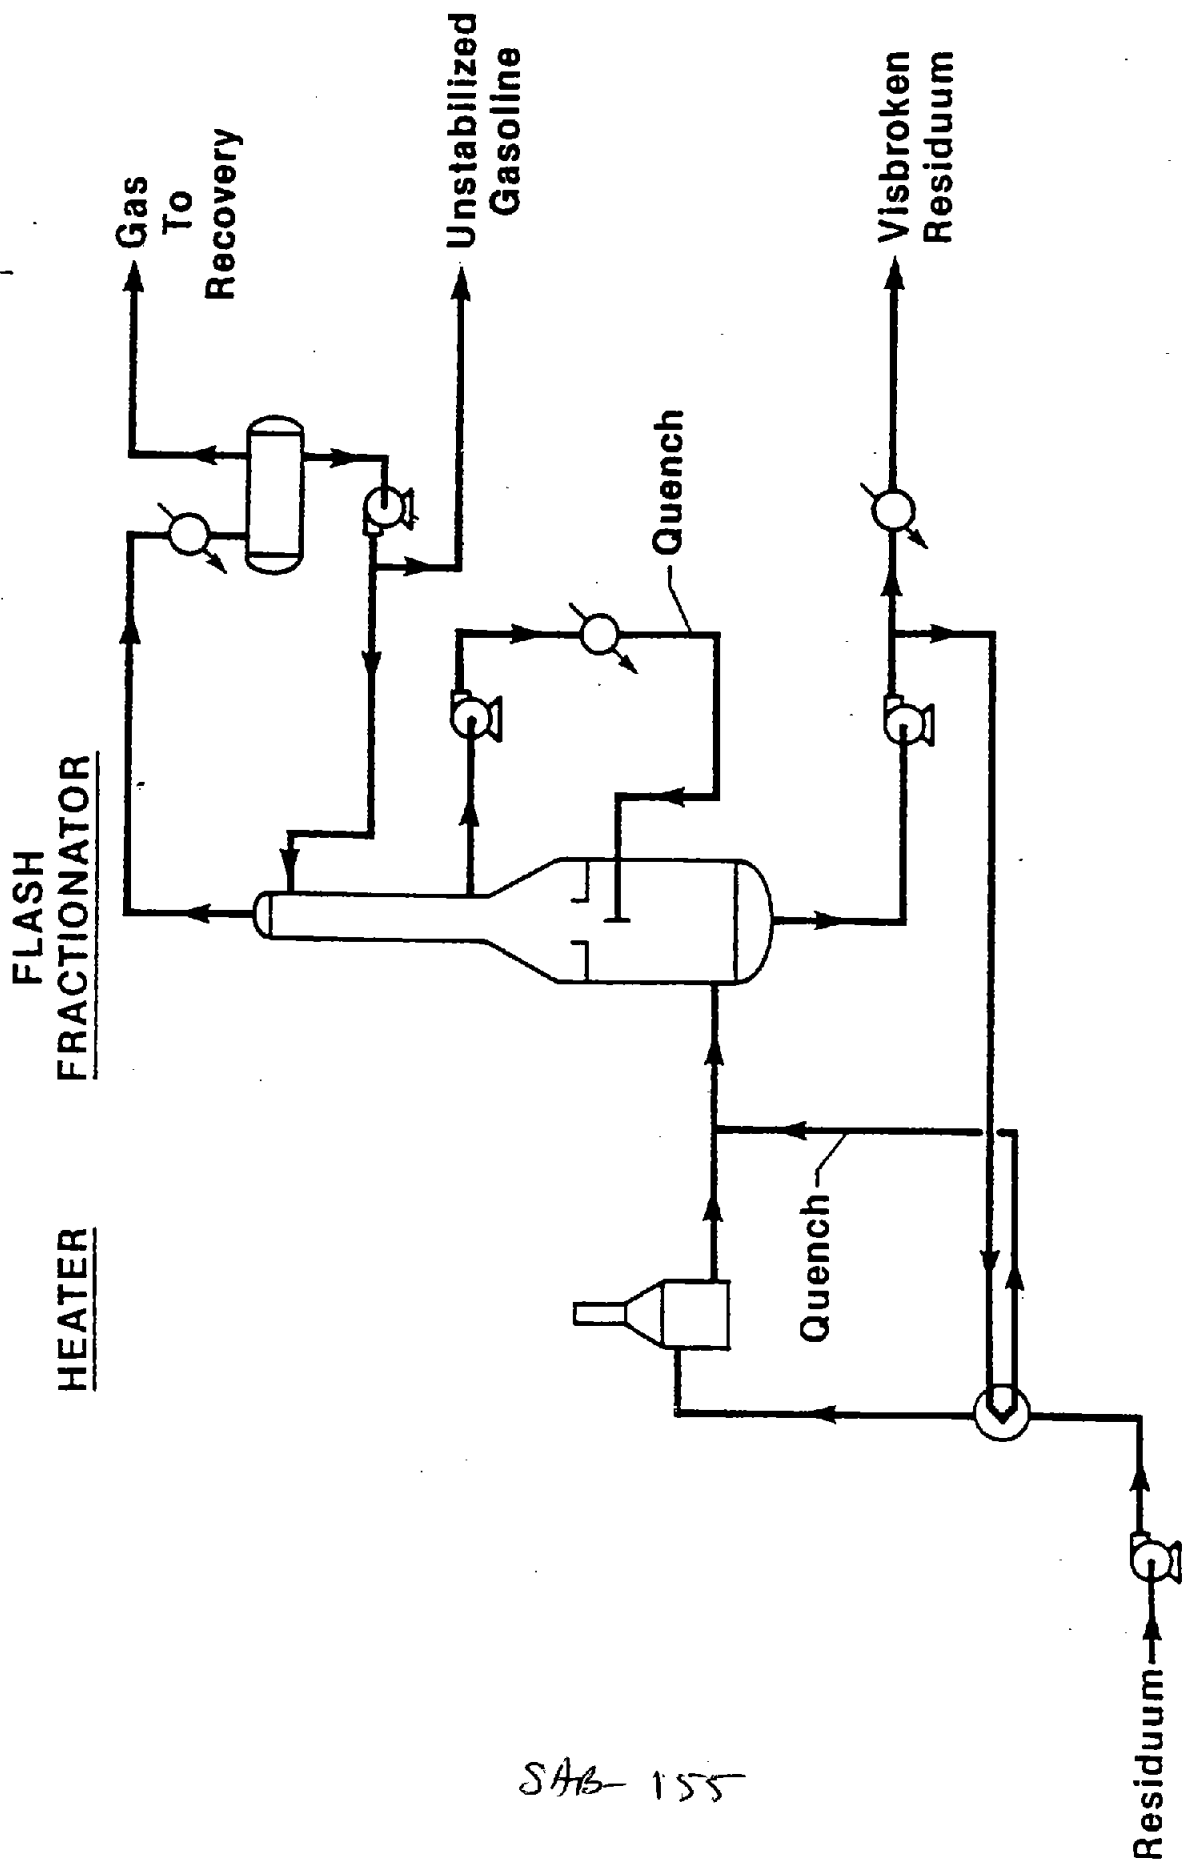 HEATER
FLASH
FRACTIONATOR
Gas
To
Recovery
Unstabilized
Gasoline
Quench
Quench
Visbroken
Residuum
Residuum
SAB- 155